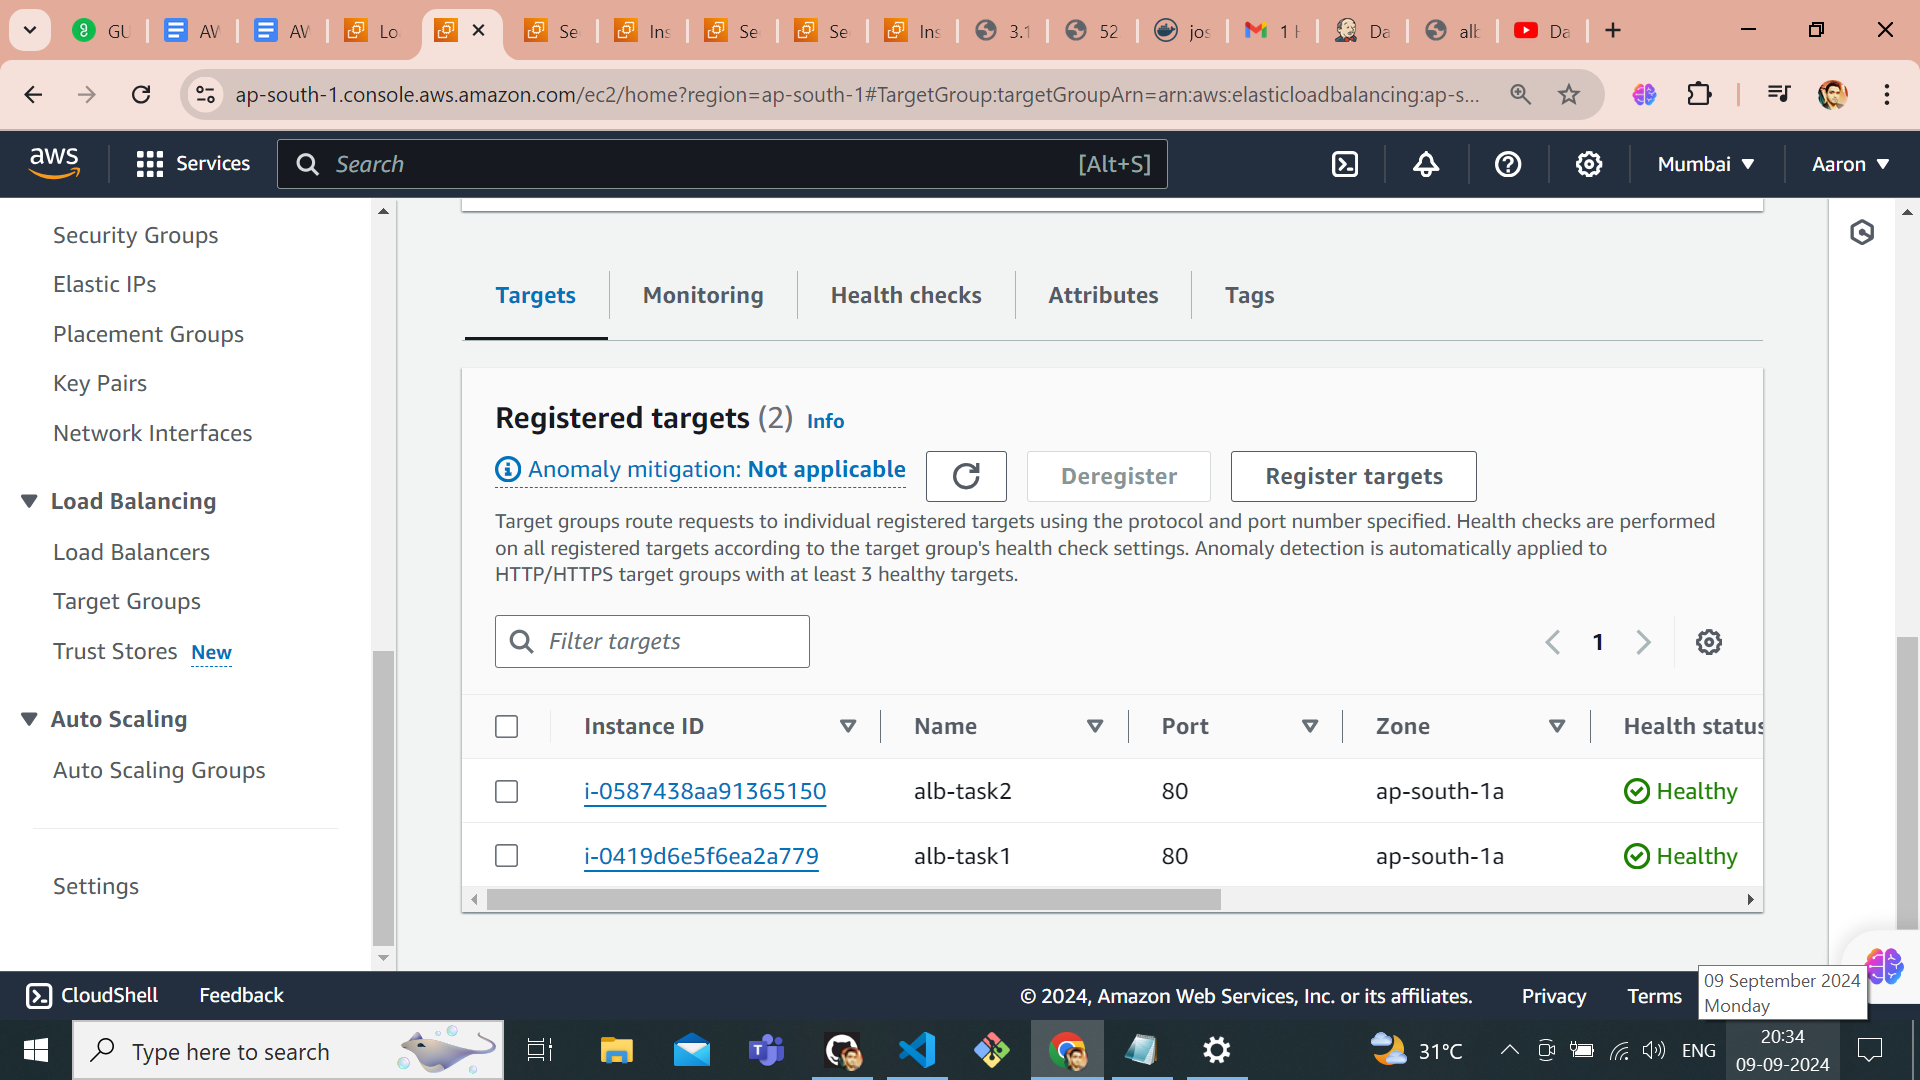 GU
AV
AV
Lo
Se
Ins
Se
Se
Ins
3.1
52
jos
1
Da
alb
Da
ap-south-1.console.aws.amazon.com/ec2/home?region=ap-south-1#TargetGroup:targetGroupArn=arn:aws:elasticloadbalancing:ap-s...
aws
Services
Search
[Alt+S]
Mumbai
Aaron
Security Groups
Elastic IPs
Placement Groups
Key Pairs
Network Interfaces
Load Balancing
Load Balancers
Target Groups
Trust Stores New
Auto Scaling
Auto Scaling Groups
Settings
Targets
Monitoring
Health checks
Attributes
Tags
Registered targets (2) Info
Anomaly mitigation: Not applicable
Deregister
Register targets
Target groups route requests to individual registered targets using the protocol and port number specified. Health checks are performed
on all registered targets according to the target group's health check settings. Anomaly detection is automatically applied to
HTTP/HTTPS target groups with at least 3 healthy targets.
Filter targets
1
Instance ID Name Port Zone Health status
i-0587438aa91365150 alb-task2 80 ap-south-1a Healthy
i-0419d6e5f6ea2a779 alb-task1 80 ap-south-1a Healthy
CloudShell
Feedback
© 2024, Amazon Web Services, Inc. or its affiliates.
Privacy
Terms
09 September 2024
Monday
Type here to search
31°C
ENG
20:34
09-09-2024